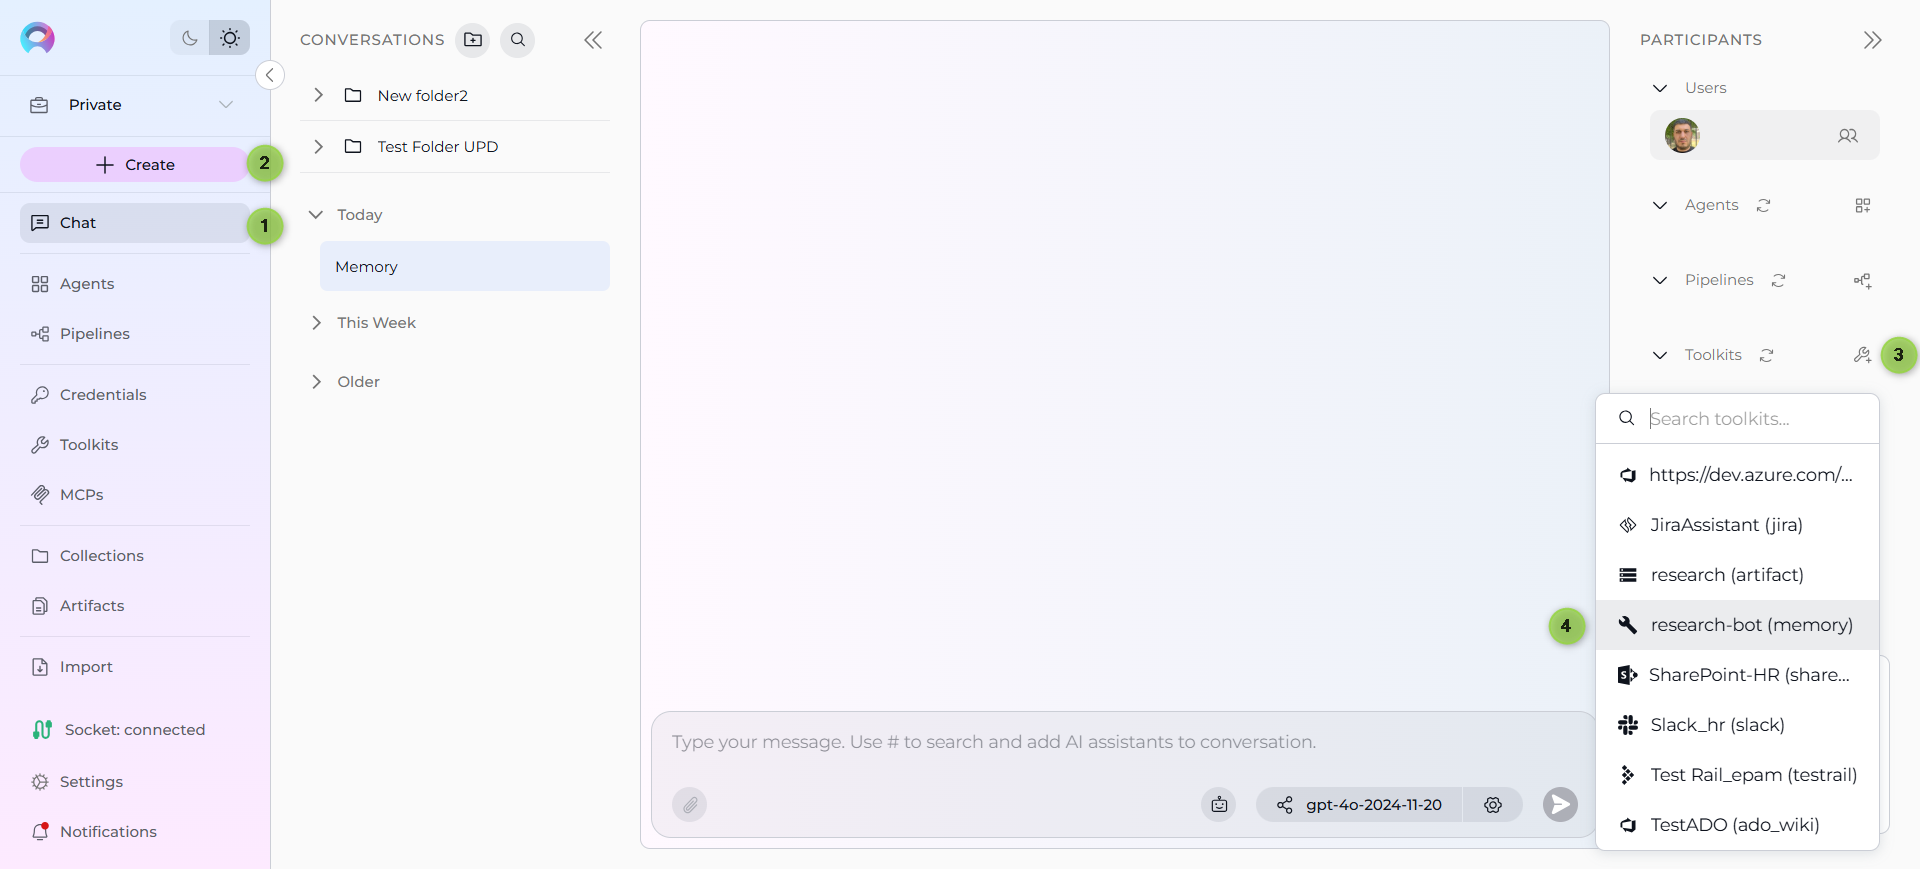 Private
Create
2
Chat
1
Agents
Pipelines
Credentials
Toolkits
MCPs
Collections
Artifacts
Import
Socket: connected
Settings
Notifications
CONVERSATIONS
New folder2
Test Folder UPD
Today
Memory
This Week
Older
Type your message. Use # to search and add AI assistants to conversation.
gpt-4o-2024-11-20
PARTICIPANTS
Users
Agents
Pipelines
Toolkits
3
Search toolkits...
https://dev.azure.com/...
JiraAssistant (jira)
research (artifact)
4
research-bot (memory)
SharePoint-HR (share...
Slack_hr (slack)
Test Rail_epam (testrail)
TestADO (ado_wiki)